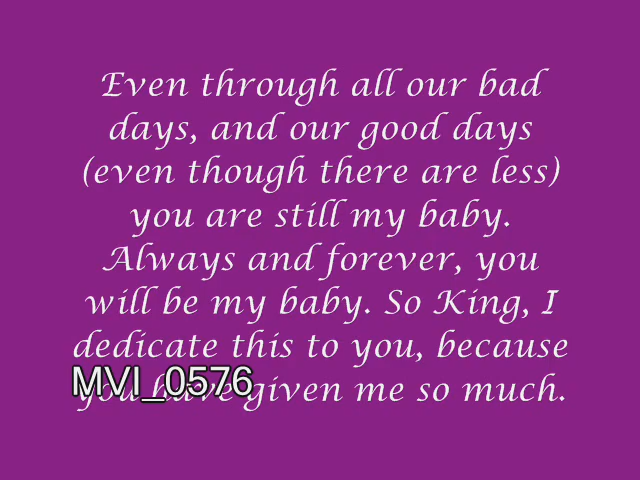 Even through all our bad
days, and our good days
(even though there are less)
you are still my baby.
Always and forever, you
will be my baby. So King, I
dedicate this to you, because
you have given me so much.
MVI_0576